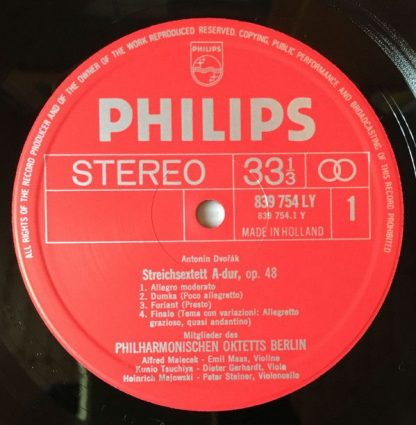 ALL RIGHTS OF THE RECORD PRODUCER AND OF THE OWNER OF THE WORK REPRODUCED RESERVED. COPYING, PUBLIC PERFORMANCE AND BROADCASTING OF THIS RECORD PROHIBITED
PHILIPS
PHILIPS
STEREO 33 1/3
839 754 LY
839 754.1 Y 1
MADE IN HOLLAND
Antonin Dvořák
Streichsextett A-dur, op. 48
1. Allegro moderato
2. Dumka (Poco allegretto)
3. Foriant (Presto)
4. Finale (Tema con variazioni: Allegretto
grazioso, quasi andantino)
Mitglieder des
PHILHARMONISCHEN OKTETTS BERLIN
Alfred Malecek - Emil Maas, Violine
Kunio Tsuchiya - Dieter Gerhardt, Viola
Heinrich Majowski - Peter Steiner, Violoncello